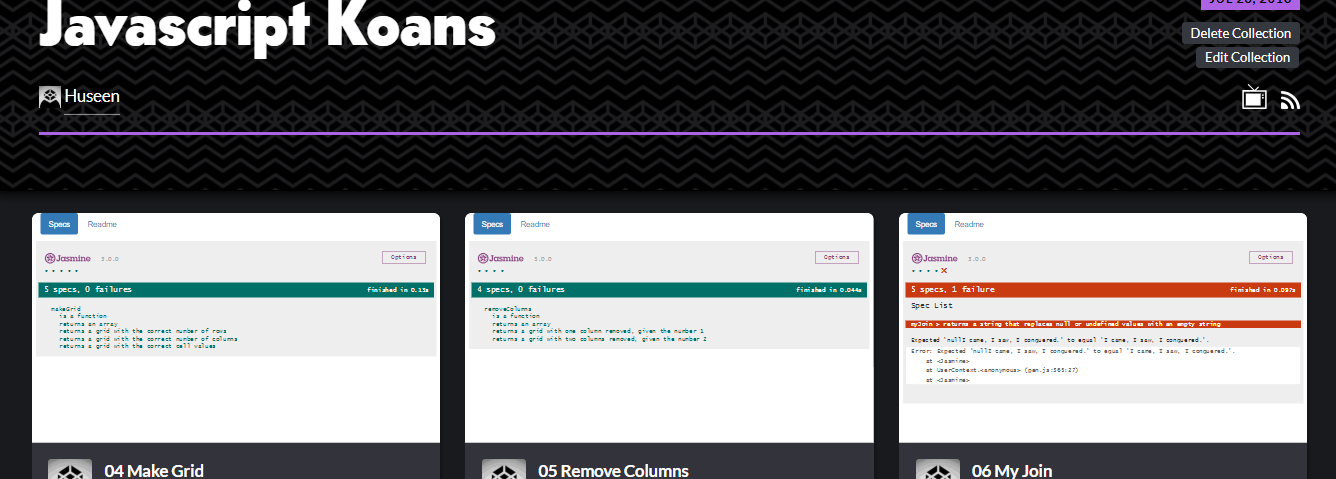 JUL 26, 2018
Javascript Koans
Delete Collection
Edit Collection
Huseen
Specs Readme
Jasmine 3.0.0
Options
5 specs, 0 failures finished in 0.13s
makeGrid
is a function
returns an array
returns a grid with the correct number of rows
returns a grid with the correct number of columns
returns a grid with the correct cell values
04 Make Grid
Specs Readme
Jasmine 3.0.0
Options
4 specs, 0 failures finished in 0.044s
removeColumns
is a function
returns an array
returns a grid with one column removed, given the number 1
returns a grid with two columns removed, given the number 2
05 Remove Columns
Specs Readme
Jasmine 3.0.0
Options
5 specs, 1 failure finished in 0.097s
Spec List
myJoin > returns a string that replaces null or undefined values with an empty string
Expected 'nullI came, I saw, I conquered.' to equal 'I came, I saw, I conquered.'.
Error: Expected 'nullI came, I saw, I conquered.' to equal 'I came, I saw, I conquered.'.
at <Jasmine>
at UserContext.<anonymous> (pen.js:365:27)
at <Jasmine>
06 My Join